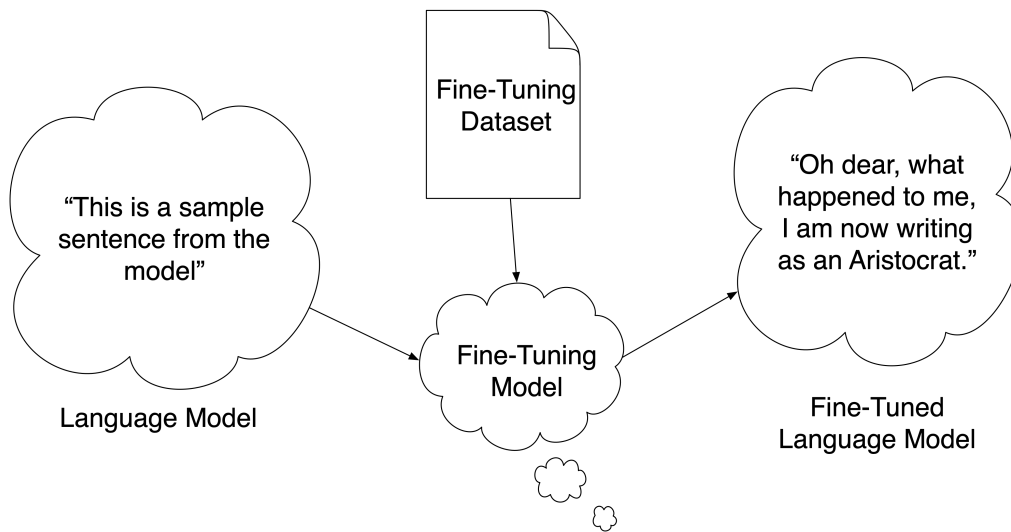 Fine-Tuning
Dataset
“This is a sample
sentence from the
model”
Language Model
Fine-Tuning
Model
“Oh dear, what
happened to me,
I am now writing
as an Aristocrat.”
Fine-Tuned
Language Model